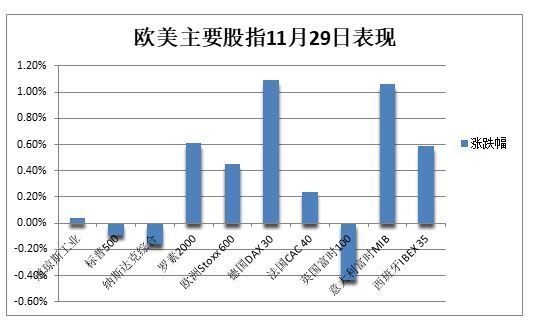 欧美主要股指11月29日表现
1.20%
1.00%
0.80%
0.60%
0.40%
0.20%
0.00%
-0.20%
-0.40%
-0.60%
道琼斯工业
标普500
纳斯达克综合
罗素2000
欧洲Stoxx 600
德国DAX 30
法国CAC 40
英国富时100
意大利富时MIB
西班牙IBEX 35
涨跌幅